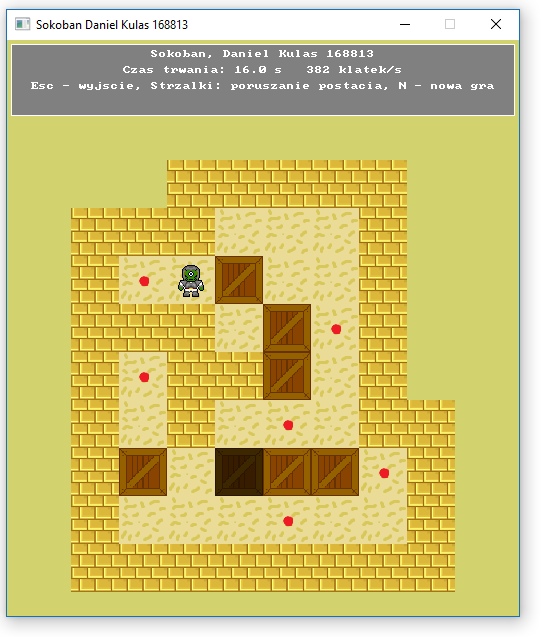 Sokoban Daniel Kulas 168813
Sokoban, Daniel Kulas 168813
Czas trwania: 16.0 s   382 klatek/s
Esc - wyjscie, Strzalki: poruszanie postacia, N - nowa gra